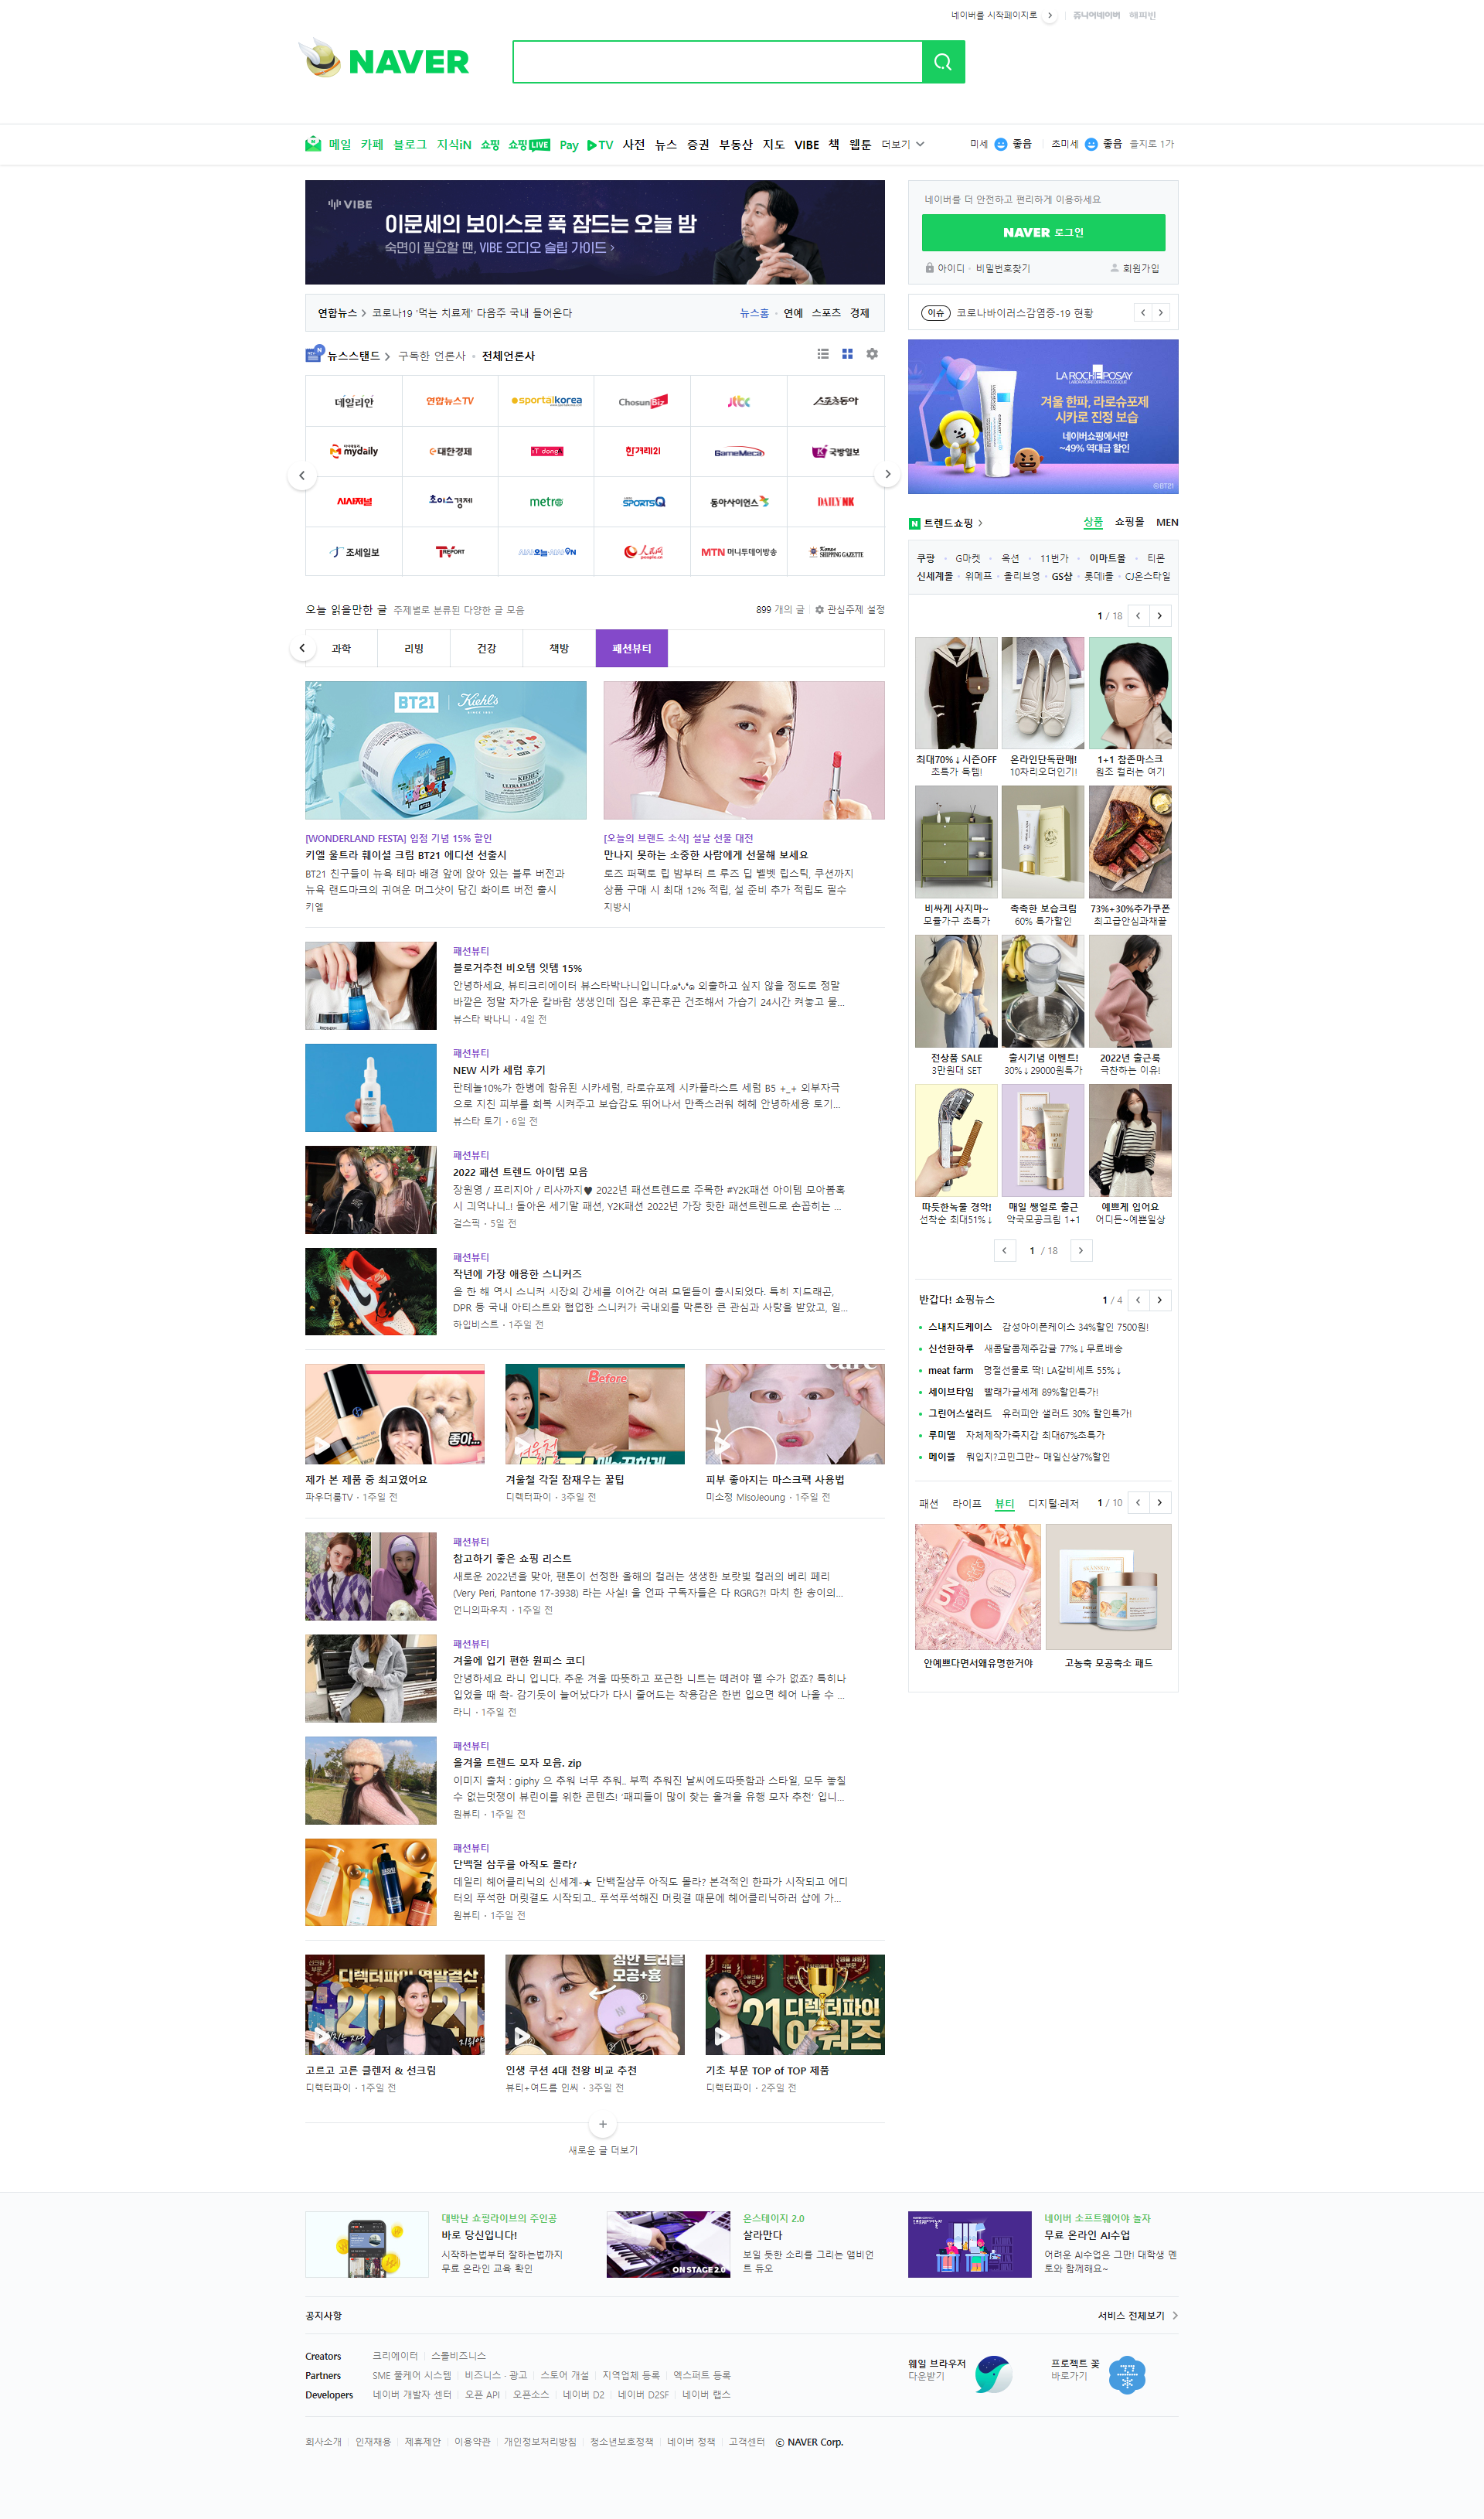 네이버를 시작페이지로
쥬니어네이버 해피빈
NAVER
메일 카페 블로그 지식iN 쇼핑 쇼핑LIVE Pay TV 사전 뉴스 증권 부동산 지도 VIBE 책 웹툰 더보기
미세 좋음 초미세 좋음 을지로 1가
VIBE
이문세의 보이스로 푹 잠드는 오늘 밤
숙면이 필요할 땐, VIBE 오디오 슬립 가이드
네이버를 더 안전하고 편리하게 이용하세요
NAVER 로그인
아이디 · 비밀번호찾기 회원가입
연합뉴스 코로나19 '먹는 치료제' 다음주 국내 들어온다
뉴스홈 · 연예 스포츠 경제
이슈 코로나바이러스감염증-19 현황
뉴스스탠드 구독한 언론사 · 전체언론사
데일리안 연합뉴스TV sportalkorea ChosunBiz jtbc 스포츠동아
mydaily 대한경제 IT dong 한겨레21 GameMeca 국방일보
시사저널 초이스경제 metro SPORTSQ 동아사이언스 DAILY NK
조세일보 TV REPORT 人民网 MTN 머니투데이방송 Korea SHIPPING GAZETTE
LA ROCHE POSAY
겨울 한파, 라로슈포제
시카로 진정 보습
네이버쇼핑에서만
~49% 역대급 할인
©BT21
트렌드쇼핑
상품 쇼핑몰 MEN
쿠팡 · G마켓 · 옥션 · 11번가 · 이마트몰 · 티몬
신세계몰 · 위메프 · 올리브영 · GS샵 · 롯데i몰 · CJ온스타일
1 / 18
최대70%↓시즌OFF
초특가 득템!
온라인단독판매!
10자리오더인기!
1+1 참존마스크
원조 컬러는 여기
비싸게 사지마~
모듈가구 초특가
촉촉한 보습크림
60% 특가할인
73%+30%추가쿠폰
최고급안심과채끝
전상품 SALE
3만원대 SET
출시기념 이벤트!
30%↓29000원특가
2022년 출근룩
극찬하는 이유!
따듯한녹물 경악!
선착순 최대51%↓
매일 쌩얼로 출근
약국모공크림 1+1
예쁘게 입어요
어디든~예쁜일상
1 / 18
반갑다! 쇼핑뉴스
1 / 4
스내치드케이스 감성아이폰케이스 34%할인 7500원!
신선한하루 새콤달콤제주감귤 77%↓무료배송
meat farm 명절선물로 딱! LA갈비세트 55%↓
세이브타임 빨래가글세제 89%할인특가!
그린어스샐러드 유러피안 샐러드 30% 할인특가!
루미델 자체제작가죽지갑 최대67%초특가
메이뜰 뭐입지?고민그만~ 매일신상7%할인
패션 라이프 뷰티 디지털·레저
1 / 10
안예쁘다면서왜유명한거야
고농축 모공축소 패드
오늘 읽을만한 글 주제별로 분류된 다양한 글 모음
899 개의 글 관심주제 설정
과학 리빙 건강 책방 패션뷰티
BT21 Kiehl's
KIEHL'S
ULTRA FACIAL CREAM
[WONDERLAND FESTA] 입점 기념 15% 할인
키엘 울트라 훼이셜 크림 BT21 에디션 선출시
BT21 친구들이 뉴욕 테마 배경 앞에 앉아 있는 블루 버전과
뉴욕 랜드마크의 귀여운 머그샷이 담긴 화이트 버전 출시
키엘
[오늘의 브랜드 소식] 설날 선물 대전
만나지 못하는 소중한 사람에게 선물해 보세요
로즈 퍼펙토 립 밤부터 르 루즈 딥 벨벳 립스틱, 쿠션까지
상품 구매 시 최대 12% 적립, 설 준비 추가 적립도 필수
지방시
패션뷰티
블로거추천 비오템 잇템 15%
안녕하세요, 뷰티크리에이터 뷰스타박나니입니다.๑❛ᴗ❛๑ 외출하고 싶지 않을 정도로 정말
바깥은 정말 차가운 칼바람 생생인데 집은 후끈후끈 건조해서 가습기 24시간 켜놓고 물...
뷰스타 박나니 · 4일 전
패션뷰티
NEW 시카 세럼 후기
판테놀10%가 한병에 함유된 시카세럼, 라로슈포제 시카플라스트 세럼 B5 +_+ 외부자극
으로 지친 피부를 회복 시켜주고 보습감도 뛰어나서 만족스러워 헤헤 안녕하세용 토기...
뷰스타 토기 · 6일 전
패션뷰티
2022 패션 트렌드 아이템 모음
장원영 / 프리지아 / 리사까지♥ 2022년 패션트렌드로 주목한 #Y2K패션 아이템 모아봄혹
시 긔억나니..! 돌아온 세기말 패션, Y2K패션 2022년 가장 핫한 패션트렌드로 손꼽히는 ...
걸스픽 · 5일 전
패션뷰티
작년에 가장 애용한 스니커즈
올 한 해 역시 스니커 시장의 강세를 이어간 여러 모델들이 출시되었다. 특히 지드래곤,
DPR 등 국내 아티스트와 협업한 스니커가 국내외를 막론한 큰 관심과 사랑을 받았고, 일...
하입비스트 · 1주일 전
좋아...
Before
제가 본 제품 중 최고였어요
파우더룸TV · 1주일 전
겨울철 각질 잠재우는 꿀팁
디렉터파이 · 3주일 전
피부 좋아지는 마스크팩 사용법
미소정 MisoJeoung · 1주일 전
패션뷰티
참고하기 좋은 쇼핑 리스트
새로운 2022년을 맞아, 팬톤이 선정한 올해의 컬러는 생생한 보랏빛 컬러의 베리 페리
(Very Peri, Pantone 17-3938) 라는 사실! 울 언파 구독자들은 다 RGRG?! 마치 한 송이의...
언니의파우치 · 1주일 전
패션뷰티
겨울에 입기 편한 원피스 코디
안녕하세요 라니 입니다. 추운 겨울 따뜻하고 포근한 니트는 떼려야 뗄 수가 없죠? 특히나
입었을 때 촥- 감기듯이 늘어났다가 다시 줄어드는 착용감은 한번 입으면 헤어 나올 수 ...
라니 · 1주일 전
패션뷰티
올겨울 트렌드 모자 모음. zip
이미지 출처 : giphy 으 추워 너무 추워.. 부쩍 추워진 날씨에도따뜻함과 스타일, 모두 놓칠
수 없는멋쟁이 뷰린이를 위한 콘텐츠! '패피들이 많이 찾는 올겨울 유행 모자 추천' 입니...
원뷰티 · 1주일 전
패션뷰티
단백질 샴푸를 아직도 몰라?
데일리 헤어클리닉의 신세계-★ 단백질샴푸 아직도 몰라? 본격적인 한파가 시작되고 에디
터의 푸석한 머릿결도 시작되고.. 푸석푸석해진 머릿결 때문에 헤어클리닉하러 샵에 가...
원뷰티 · 1주일 전
디렉터파이 연말결산
2021
모공+흉
21 디렉터파이
어워즈
고르고 고른 클렌저 & 선크림
디렉터파이 · 1주일 전
인생 쿠션 4대 천왕 비교 추천
뷰티+여드름 인씨 · 3주일 전
기초 부문 TOP of TOP 제품
디렉터파이 · 2주일 전
새로운 글 더보기
대박난 쇼핑라이브의 주인공
바로 당신입니다!
시작하는법부터 잘하는법까지
무료 온라인 교육 확인
ON STAGE 2.0
온스테이지 2.0
살라만다
보일 듯한 소리를 그리는 앰비언
트 듀오
네이버 소프트웨어야 놀자
무료 온라인 AI수업
어려운 AI수업은 그만! 대학생 멘
토와 함께해요~
공지사항
서비스 전체보기
Creators 크리에이터 스몰비즈니스
Partners SME 풀케어 시스템 비즈니스 · 광고 스토어 개설 지역업체 등록 엑스퍼트 등록
Developers 네이버 개발자 센터 오픈 API 오픈소스 네이버 D2 네이버 D2SF 네이버 랩스
웨일 브라우저
다운받기
프로젝트 꽃
바로가기
회사소개 인재채용 제휴제안 이용약관 개인정보처리방침 청소년보호정책 네이버 정책 고객센터 ⓒ NAVER Corp.